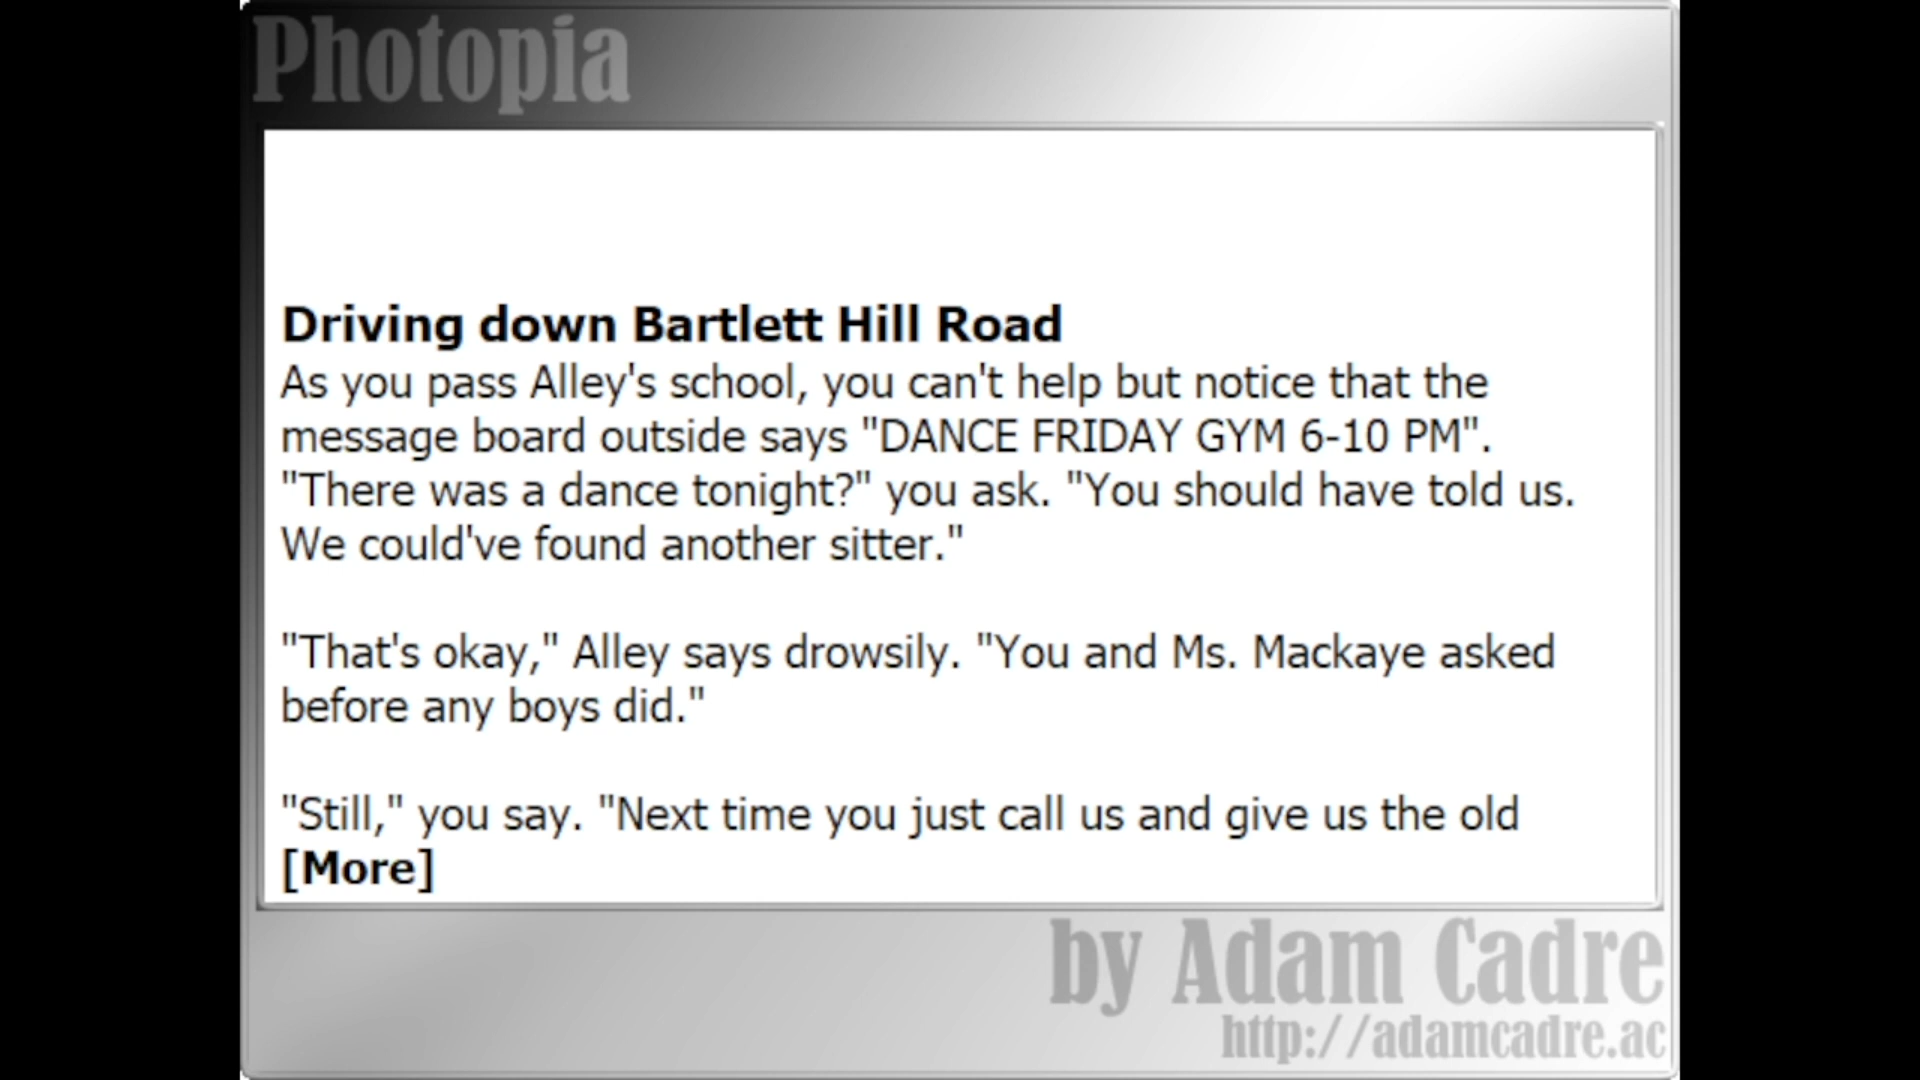 Photopia
Driving down Bartlett Hill Road
As you pass Alley's school, you can't help but notice that the
message board outside says "DANCE FRIDAY GYM 6-10 PM".
"There was a dance tonight?" you ask. "You should have told us.
We could've found another sitter."
"That's okay," Alley says drowsily. "You and Ms. Mackaye asked
before any boys did."
"Still," you say. "Next time you just call us and give us the old
[More]
by Adam Cadre
http://adamcadre.ac